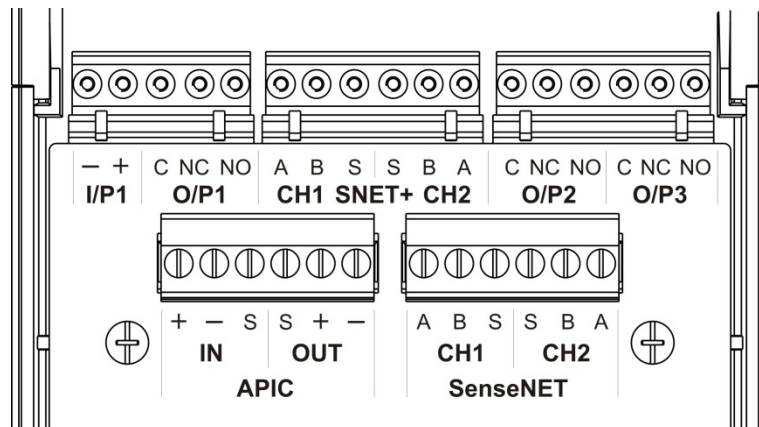 − + C NC NO A B S S B A C NC NO C NC NO
I/P1 O/P1 CH1 SNET+ CH2 O/P2 O/P3
+ − S S + − A B S S B A
IN OUT CH1 CH2
APIC SenseNET